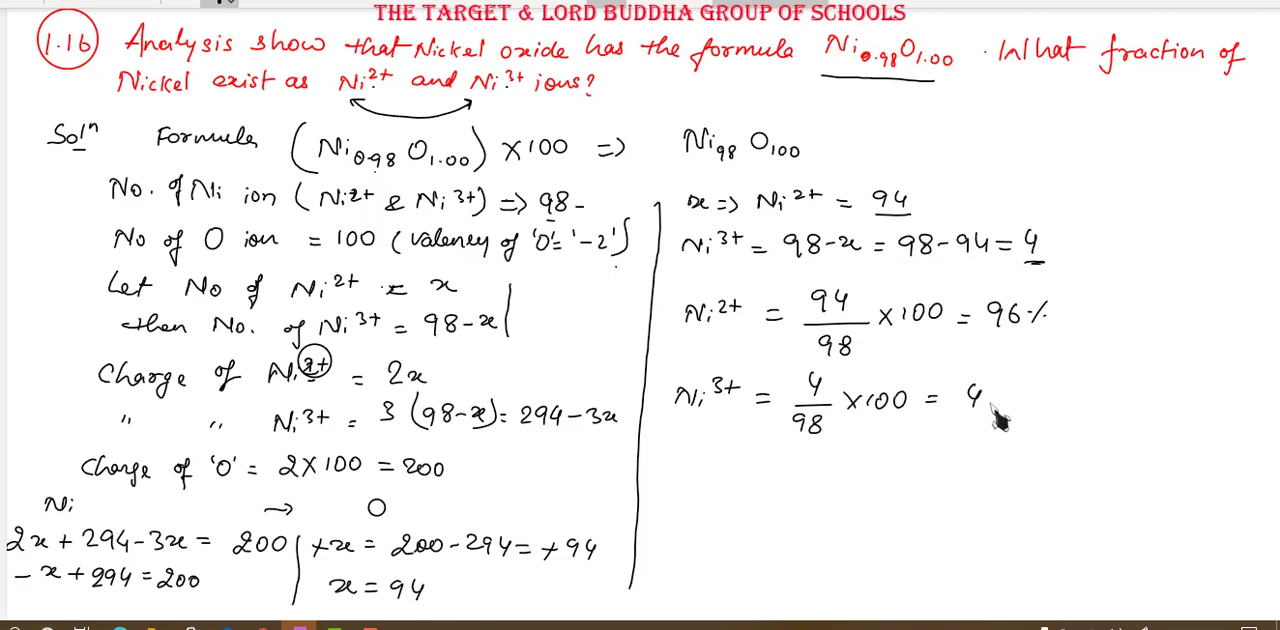 THE TARGET & LORD BUDDHA GROUP OF SCHOOLS
1.16 Analysis show that Nickel oxide has the formula Ni0.98O1.00 . What fraction of
Nickel exist as Ni2+ and Ni3+ ions?
Soln Formula (Ni0.98 O1.00) × 100 => Ni98 O100
No. of Ni ion (Ni2+ & Ni3+) => 98 -
No of O ion = 100 (valency of 'O' = '-2')
Let No of Ni2+ = x
then No. of Ni3+ = 98-x
Charge of Ni2+ = 2x
" " Ni3+ = 3 (98-x) = 294-3x
Charge of 'O' = 2×100 = 200
Ni → O
2x + 294-3x = 200
- x + 294 = 200
+x = 200-294 = +94
x = 94
x => Ni2+ = 94
Ni3+ = 98-x = 98-94 = 4
Ni2+ = 94/98 × 100 = 96%
Ni3+ = 4/98 × 100 = 4